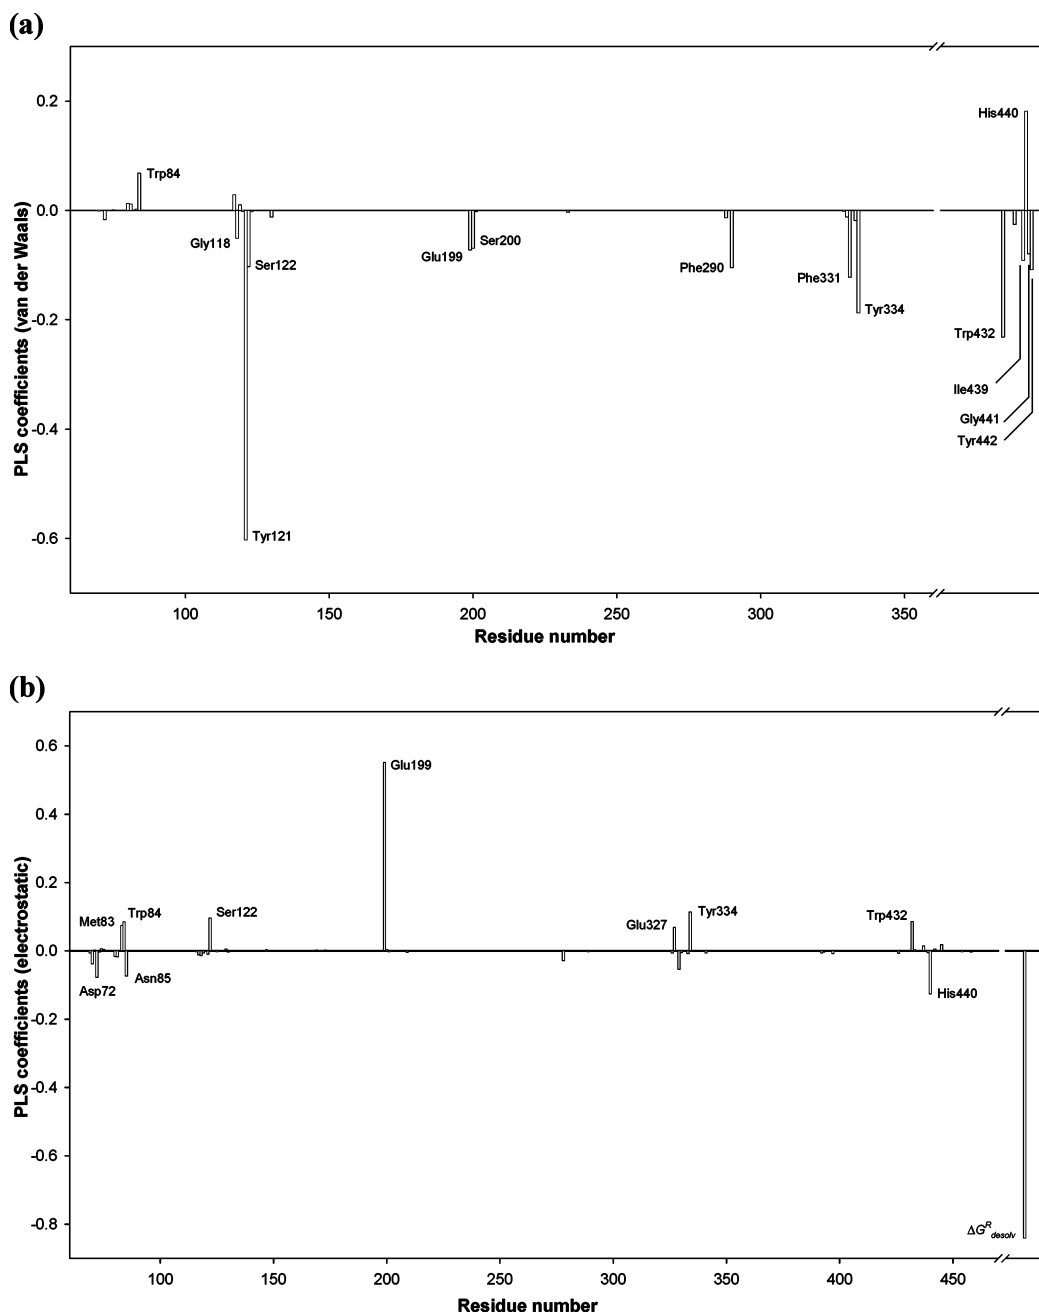 (a)
PLS coefficients (van der Waals)
0.2
0.0
-0.2
-0.4
-0.6
Trp84
Gly118
Ser122
Tyr121
Glu199
Ser200
Phe290
Phe331
Tyr334
His440
Trp432
Ile439
Gly441
Tyr442
100
150
200
250
300
350
Residue number
(b)
PLS coefficients (electrostatic)
0.6
0.4
0.2
0.0
-0.2
-0.4
-0.6
-0.8
Met83
Trp84
Asp72
Asn85
Ser122
Glu199
Glu327
Tyr334
Trp432
His440
ΔG^R_desolv
100
150
200
250
300
350
400
450
Residue number